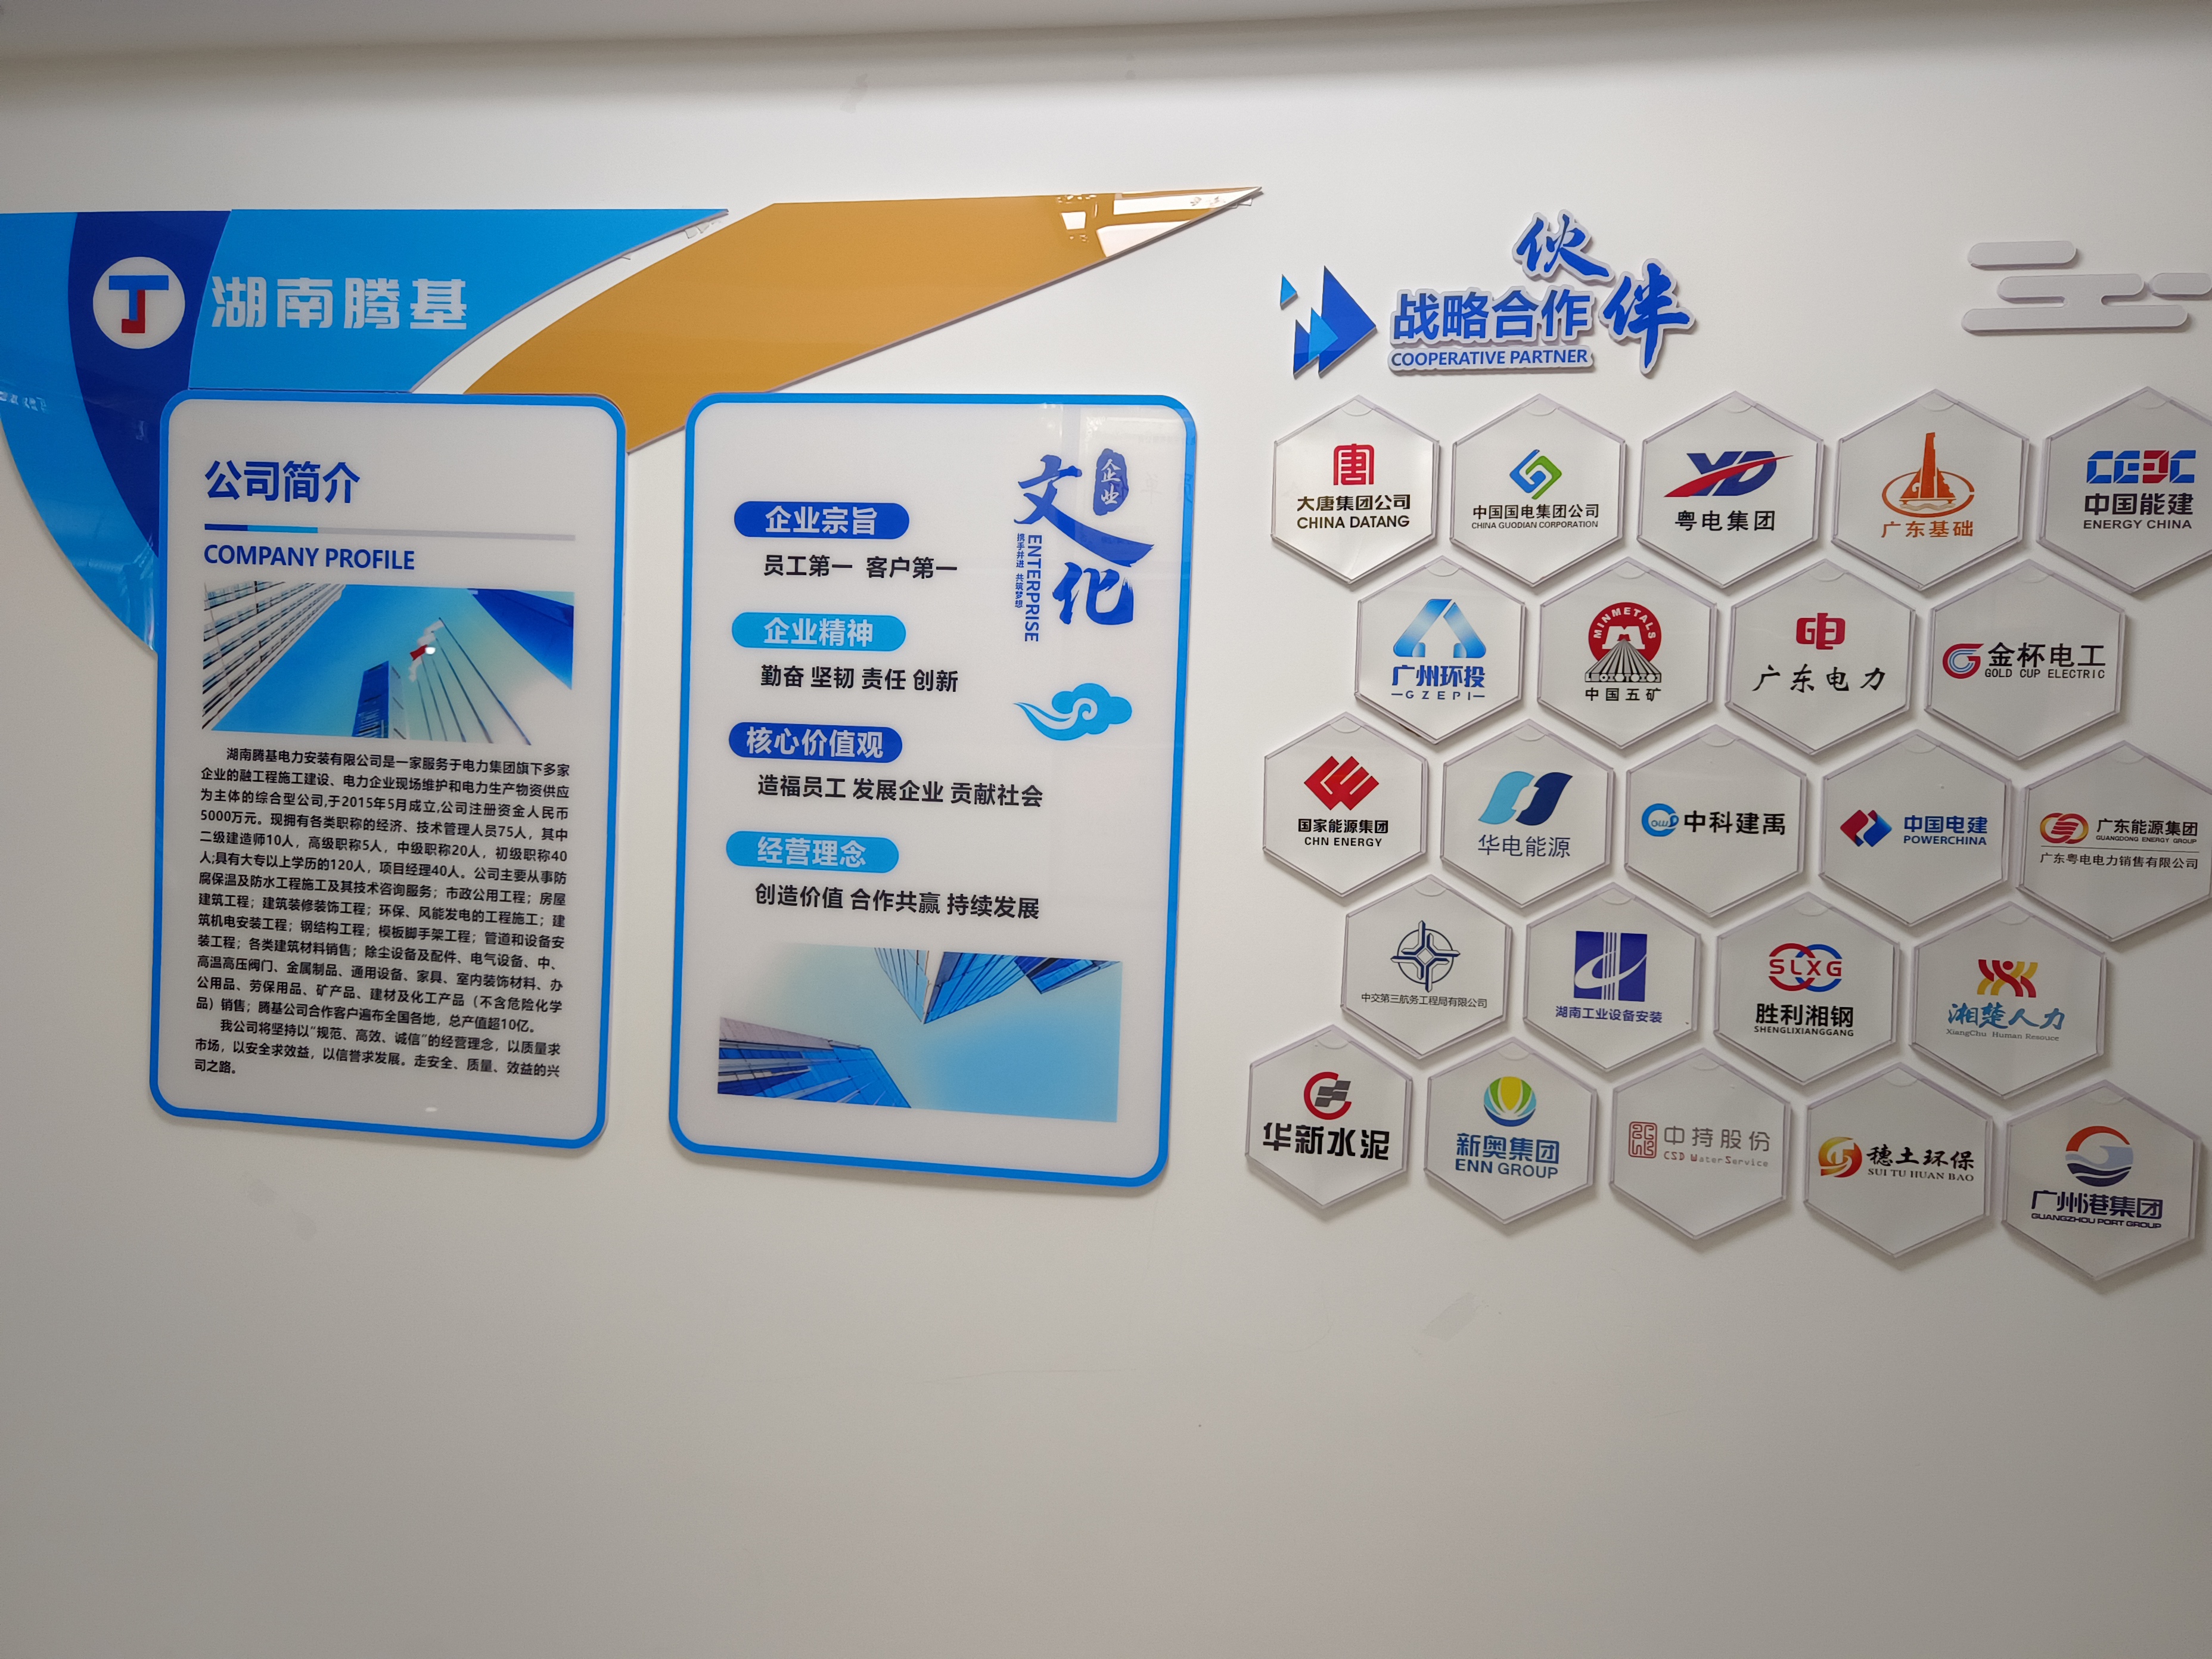 湖南腾基
公司简介
COMPANY PROFILE
湖南腾基电力安装有限公司是一家服务于电力集团旗下多家
企业的融工程施工建设、电力企业现场维护和电力生产物资供应
为主体的综合型公司,于2015年5月成立,公司注册资金人民币
5000万元。现拥有各类职称的经济、技术管理人员75人，其中
二级建造师10人，高级职称5人，中级职称20人，初级职称40
人;具有大专以上学历的120人，项目经理40人。公司主要从事防
腐保温及防水工程施工及其技术咨询服务；市政公用工程；房屋
建筑工程；建筑装修装饰工程；环保、风能发电的工程施工；建
筑机电安装工程；钢结构工程；模板脚手架工程；管道和设备安
装工程；各类建筑材料销售；除尘设备及配件、电气设备、中、
高温高压阀门、金属制品、通用设备、家具、室内装饰材料、办
公用品、劳保用品、矿产品、建材及化工产品（不含危险化学
品）销售；腾基公司合作客户遍布全国各地，总产值超10亿。
我公司将坚持以“规范、高效、诚信”的经营理念，以质量求
市场，以安全求效益，以信誉求发展。走安全、质量、效益的兴
司之路。
企业
文化
ENTERPRISE
携手并进 共筑梦想
企业宗旨
员工第一 客户第一
企业精神
勤奋 坚韧 责任 创新
核心价值观
造福员工 发展企业 贡献社会
经营理念
创造价值 合作共赢 持续发展
战略合作伙伴
COOPERATIVE PARTNER
唐
大唐集团公司
CHINA DATANG
中国国电集团公司
CHINA GUODIAN CORPORATION
YD
粤电集团
广东基础
CEEC
中国能建
ENERGY CHINA
广州环投
GZEPI
MINMETALS
中国五矿
广东电力
金杯电工
GOLD CUP ELECTRIC
国家能源集团
CHN ENERGY
华电能源
中科建禹
中国电建
POWERCHINA
广东能源集团
GUANGDONG ENERGY GROUP
广东粤电电力销售有限公司
中交第三航务工程局有限公司
湖南工业设备安装
SLXG
胜利湘钢
SHENGLIXIANGGANG
湘楚人力
XiangChu Human Resouce
华新水泥
新奥集团
ENN GROUP
中持股份
CSD WaterService
穗土环保
SUI TU HUAN BAO
广州港集团
GUANGZHOU PORT GROUP